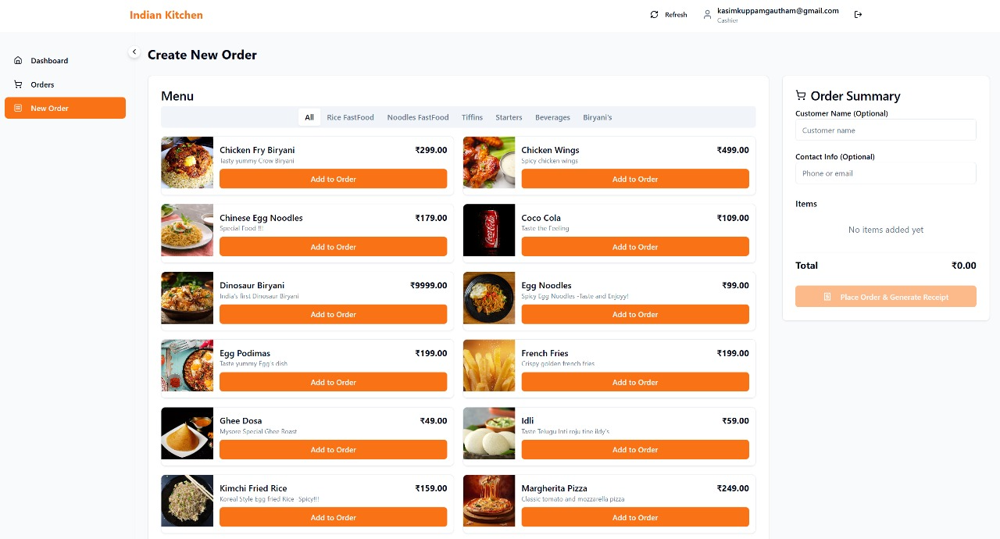 Indian Kitchen
Refresh
kasimkuppamgautham@gmail.com
Cashier
Dashboard
Orders
New Order
Create New Order
Menu
All Rice FastFood Noodles FastFood Tiffins Starters Beverages Biryani's
Chicken Fry Biryani ₹299.00
Tasty yummy Crow Biryani
Add to Order
Chicken Wings ₹499.00
Spicy chicken wings
Add to Order
Chinese Egg Noodles ₹179.00
Special Food !!!
Add to Order
Coco Cola ₹109.00
Taste the Feeling
Add to Order
Coca-Cola
Dinosaur Biryani ₹9999.00
India's first Dinosaur Biryani
Add to Order
Egg Noodles ₹99.00
Spicy Egg Noodles -Taste and Enjoyy!
Add to Order
Egg Podimas ₹199.00
Taste yummy Egg's dish
Add to Order
French Fries ₹199.00
Crispy golden french fries
Add to Order
Ghee Dosa ₹49.00
Mysore Special Ghee Roast
Add to Order
Idli ₹59.00
Taste Telugu Inti roju tine ildy's
Add to Order
Kimchi Fried Rice ₹159.00
Koreal Style Egg fried Rice -Spicy!!!
Add to Order
Margherita Pizza ₹249.00
Classic tomato and mozzarella pizza
Add to Order
Order Summary
Customer Name (Optional)
Customer name
Contact Info (Optional)
Phone or email
Items
No items added yet
Total ₹0.00
Place Order & Generate Receipt